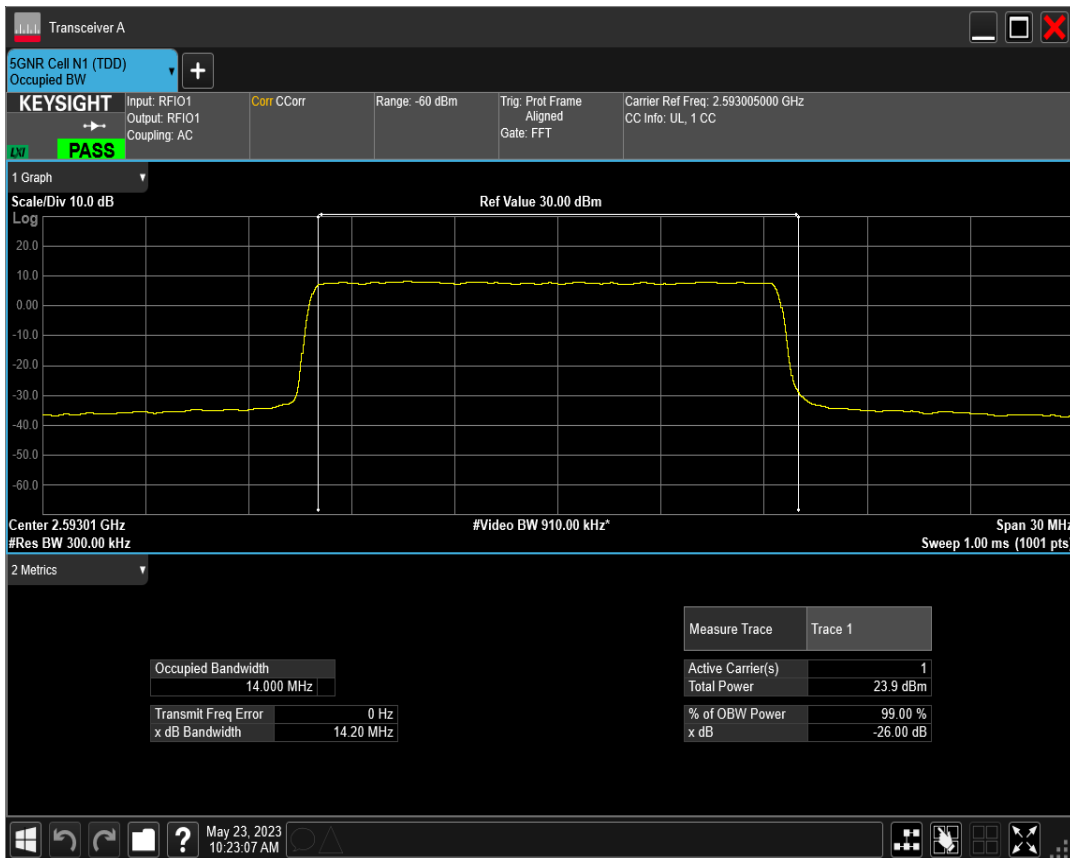 Transceiver A
5GNR Cell N1 (TDD)
Occupied BW
KEYSIGHT
LXI
PASS
Input: RFIO1
Output: RFIO1
Coupling: AC
Corr CCorr
Range: -60 dBm
Trig: Prot Frame
Aligned
Gate: FFT
Carrier Ref Freq: 2.593005000 GHz
CC Info: UL, 1 CC
1 Graph
Scale/Div 10.0 dB
Ref Value 30.00 dBm
Log
20.0
10.0
0.00
-10.0
-20.0
-30.0
-40.0
-50.0
-60.0
Center 2.59301 GHz
#Video BW 910.00 kHz*
Span 30 MHz
#Res BW 300.00 kHz
Sweep 1.00 ms (1001 pts)
2 Metrics
Measure Trace Trace 1
Occupied Bandwidth
14.000 MHz
Active Carrier(s) 1
Total Power 23.9 dBm
Transmit Freq Error 0 Hz
x dB Bandwidth 14.20 MHz
% of OBW Power 99.00 %
x dB -26.00 dB
?
May 23, 2023
10:23:07 AM